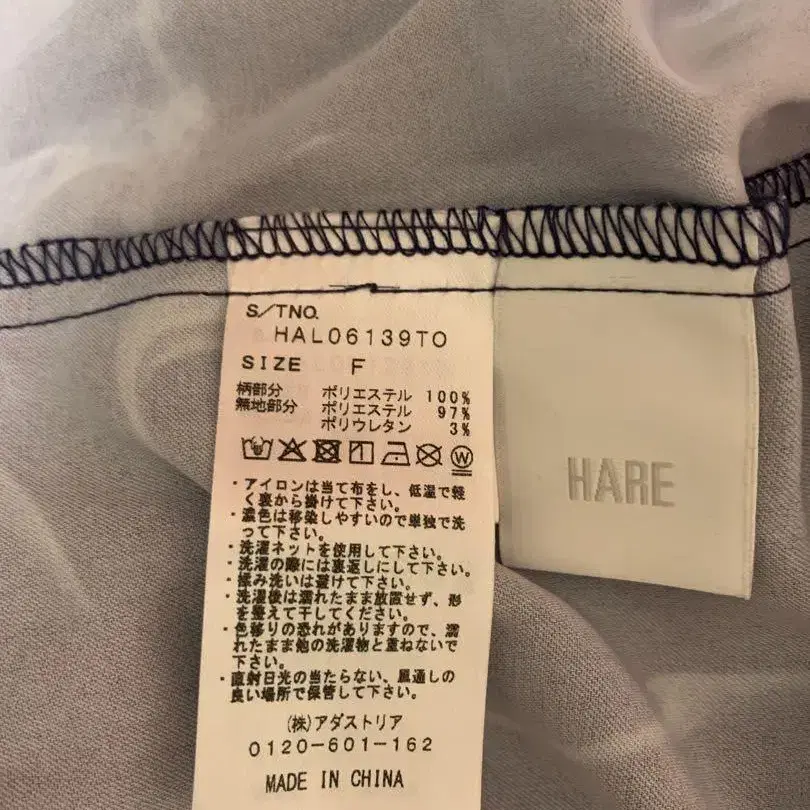 S/TNO.
HAL06139TO
SIZE F
柄部分 ポリエステル 100%
無地部分 ポリエステル 97%
ポリウレタン 3%
W
・アイロンは当て布をし、低温で軽
く裏から掛けて下さい。
・濃色は移染しやすいので単独で洗
って下さい。
・洗濯ネットを使用して下さい。
・洗濯の際には裏返しにして下さい。
・揉み洗いは避けて下さい。
・洗濯後は濡れたまま放置せず、形
を整えて干してください。
・色移りの恐れがありますので、濡
れたまま他の洗濯物と重ねないで
下さい。
・直射日光の当たらない、風通しの
良い場所で保管して下さい。
(株)アダストリア
0120-601-162
MADE IN CHINA
HARE